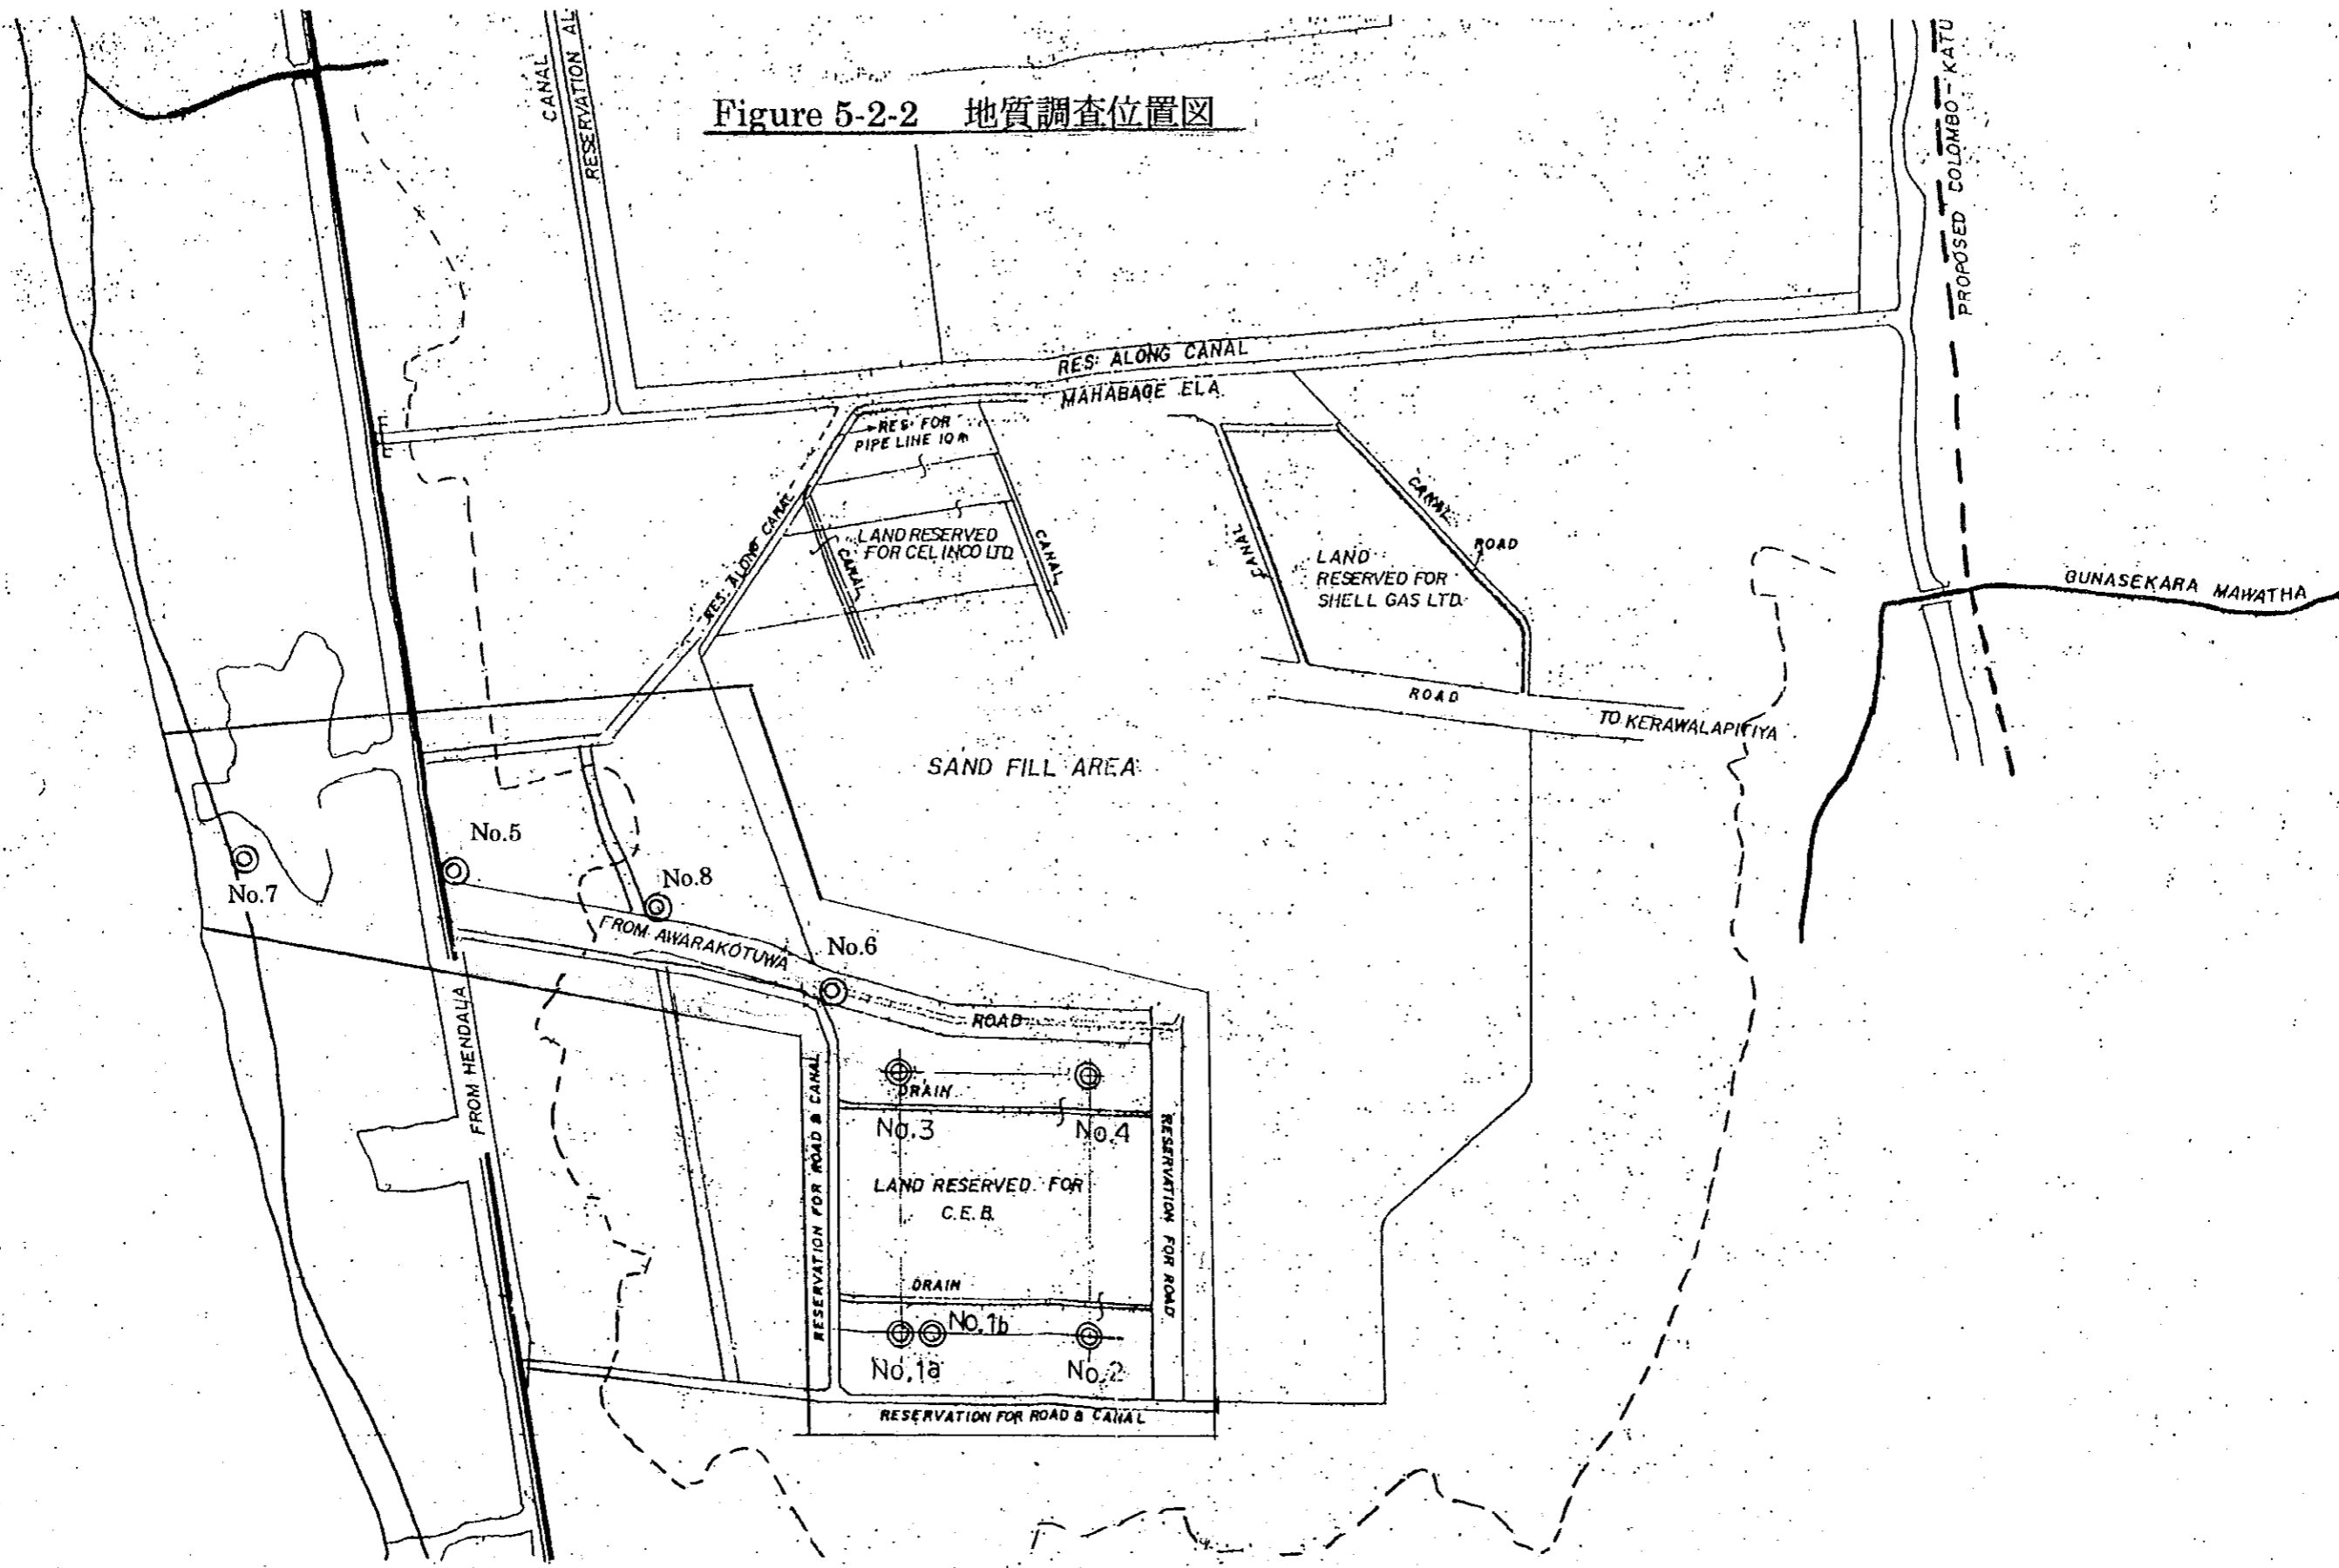 Figure 5-2-2 地質調査位置図
CANAL
RESERVATION AL
PROPOSED COLOMBO-KATU
RES: ALONG CANAL
MAHABAGE ELA
RES: FOR
PIPE LINE 10 m
RES: ALONG CANAL
LAND RESERVED
FOR CELINCO LTD
CANAL
CANAL
CANAL
CANAL
ROAD
LAND
RESERVED FOR
SHELL GAS LTD.
GUNASEKARA MAWATHA
ROAD
TO KERAWALAPITIYA
SAND FILL AREA
No.5
No.7
No.8
FROM AWARAKOTUWA
No.6
FROM HENDALA
ROAD
DRAIN
No.3
No.4
RESERVATION FOR ROAD & CANAL
LAND RESERVED FOR
C.E.B.
RESERVATION FOR ROAD
DRAIN
No.1b
No.1a
No.2
RESERVATION FOR ROAD & CANAL